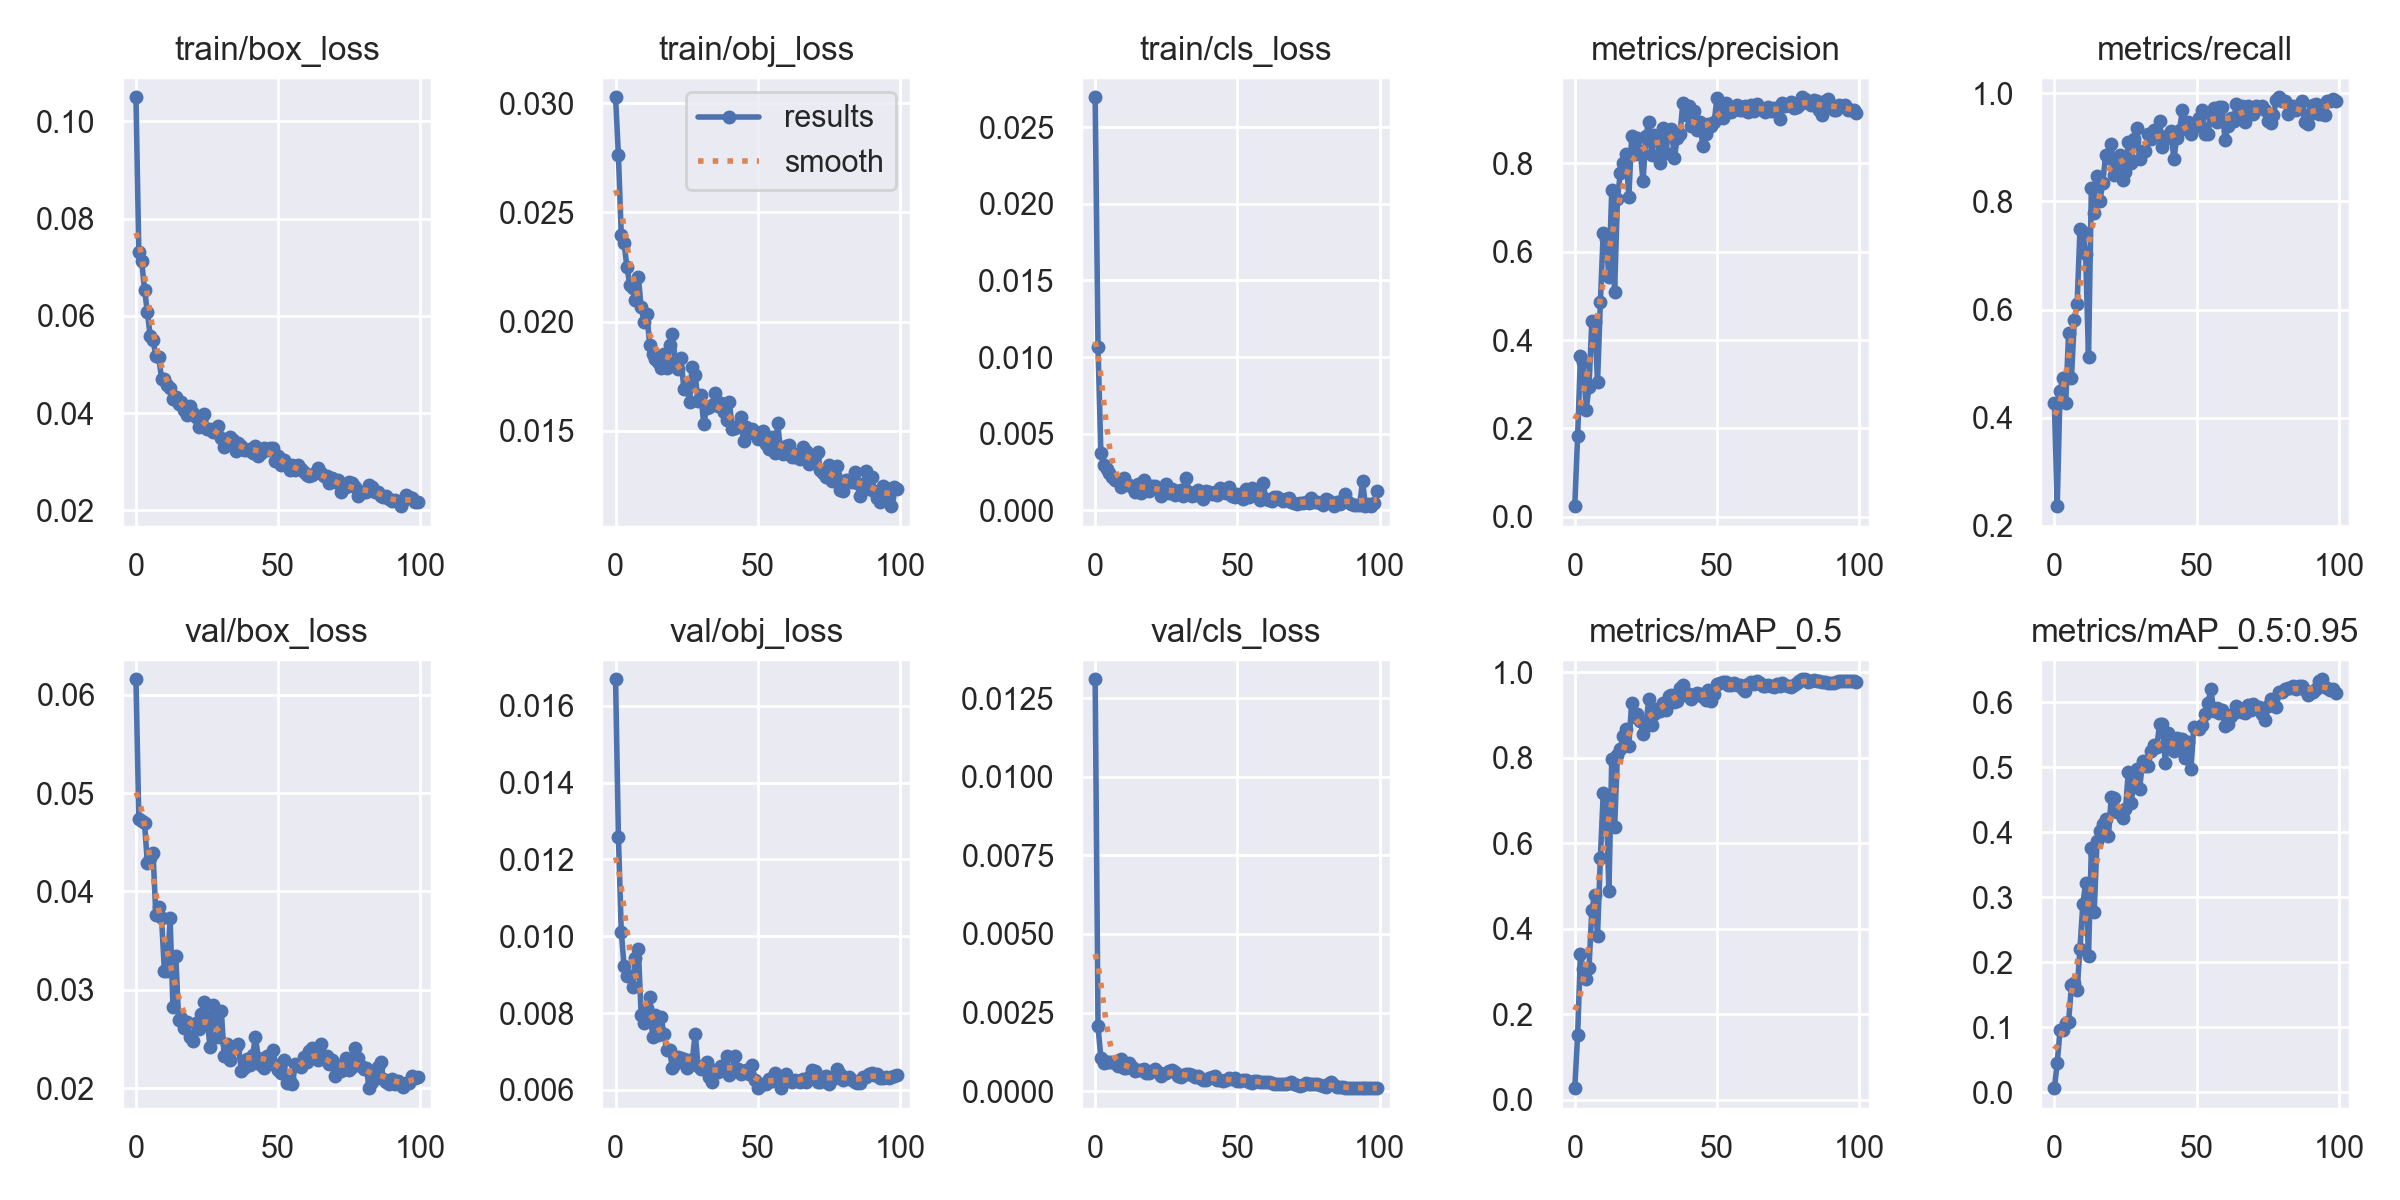 train/box_loss
0.10
0.08
0.06
0.04
0.02
0 50 100
train/obj_loss
results
smooth
0.030
0.025
0.020
0.015
0 50 100
train/cls_loss
0.025
0.020
0.015
0.010
0.005
0.000
0 50 100
metrics/precision
0.8
0.6
0.4
0.2
0.0
0 50 100
metrics/recall
1.0
0.8
0.6
0.4
0.2
0 50 100
val/box_loss
0.06
0.05
0.04
0.03
0.02
0 50 100
val/obj_loss
0.016
0.014
0.012
0.010
0.008
0.006
0 50 100
val/cls_loss
0.0125
0.0100
0.0075
0.0050
0.0025
0.0000
0 50 100
metrics/mAP_0.5
1.0
0.8
0.6
0.4
0.2
0.0
0 50 100
metrics/mAP_0.5:0.95
0.6
0.5
0.4
0.3
0.2
0.1
0.0
0 50 100